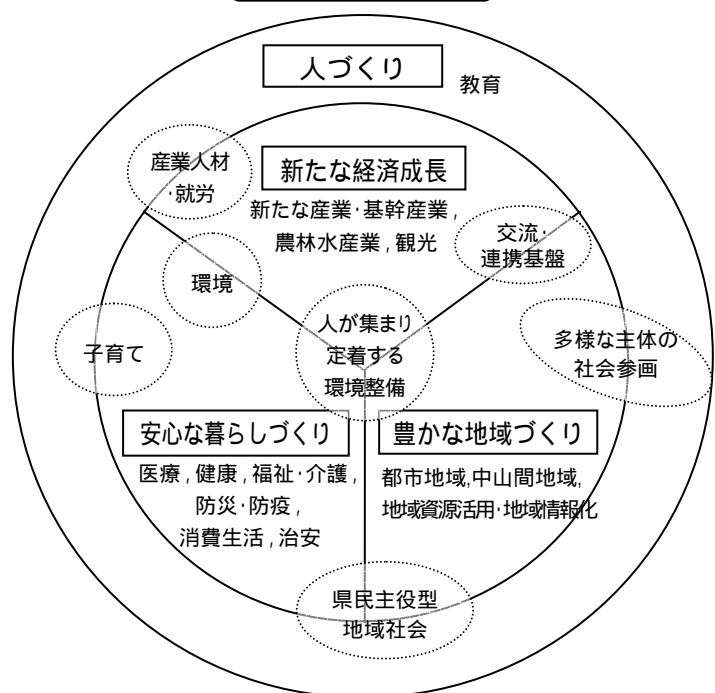 人づくり
教育
産業人材
・就労
新たな経済成長
新たな産業・基幹産業，
農林水産業，観光
交流・
連携基盤
環境
人が集まり
定着する
環境整備
子育て
多様な主体の
社会参画
安心な暮らしづくり
医療，健康，福祉・介護，
防災・防疫，
消費生活，治安
豊かな地域づくり
都市地域，中山間地域，
地域資源活用・地域情報化
県民主役型
地域社会